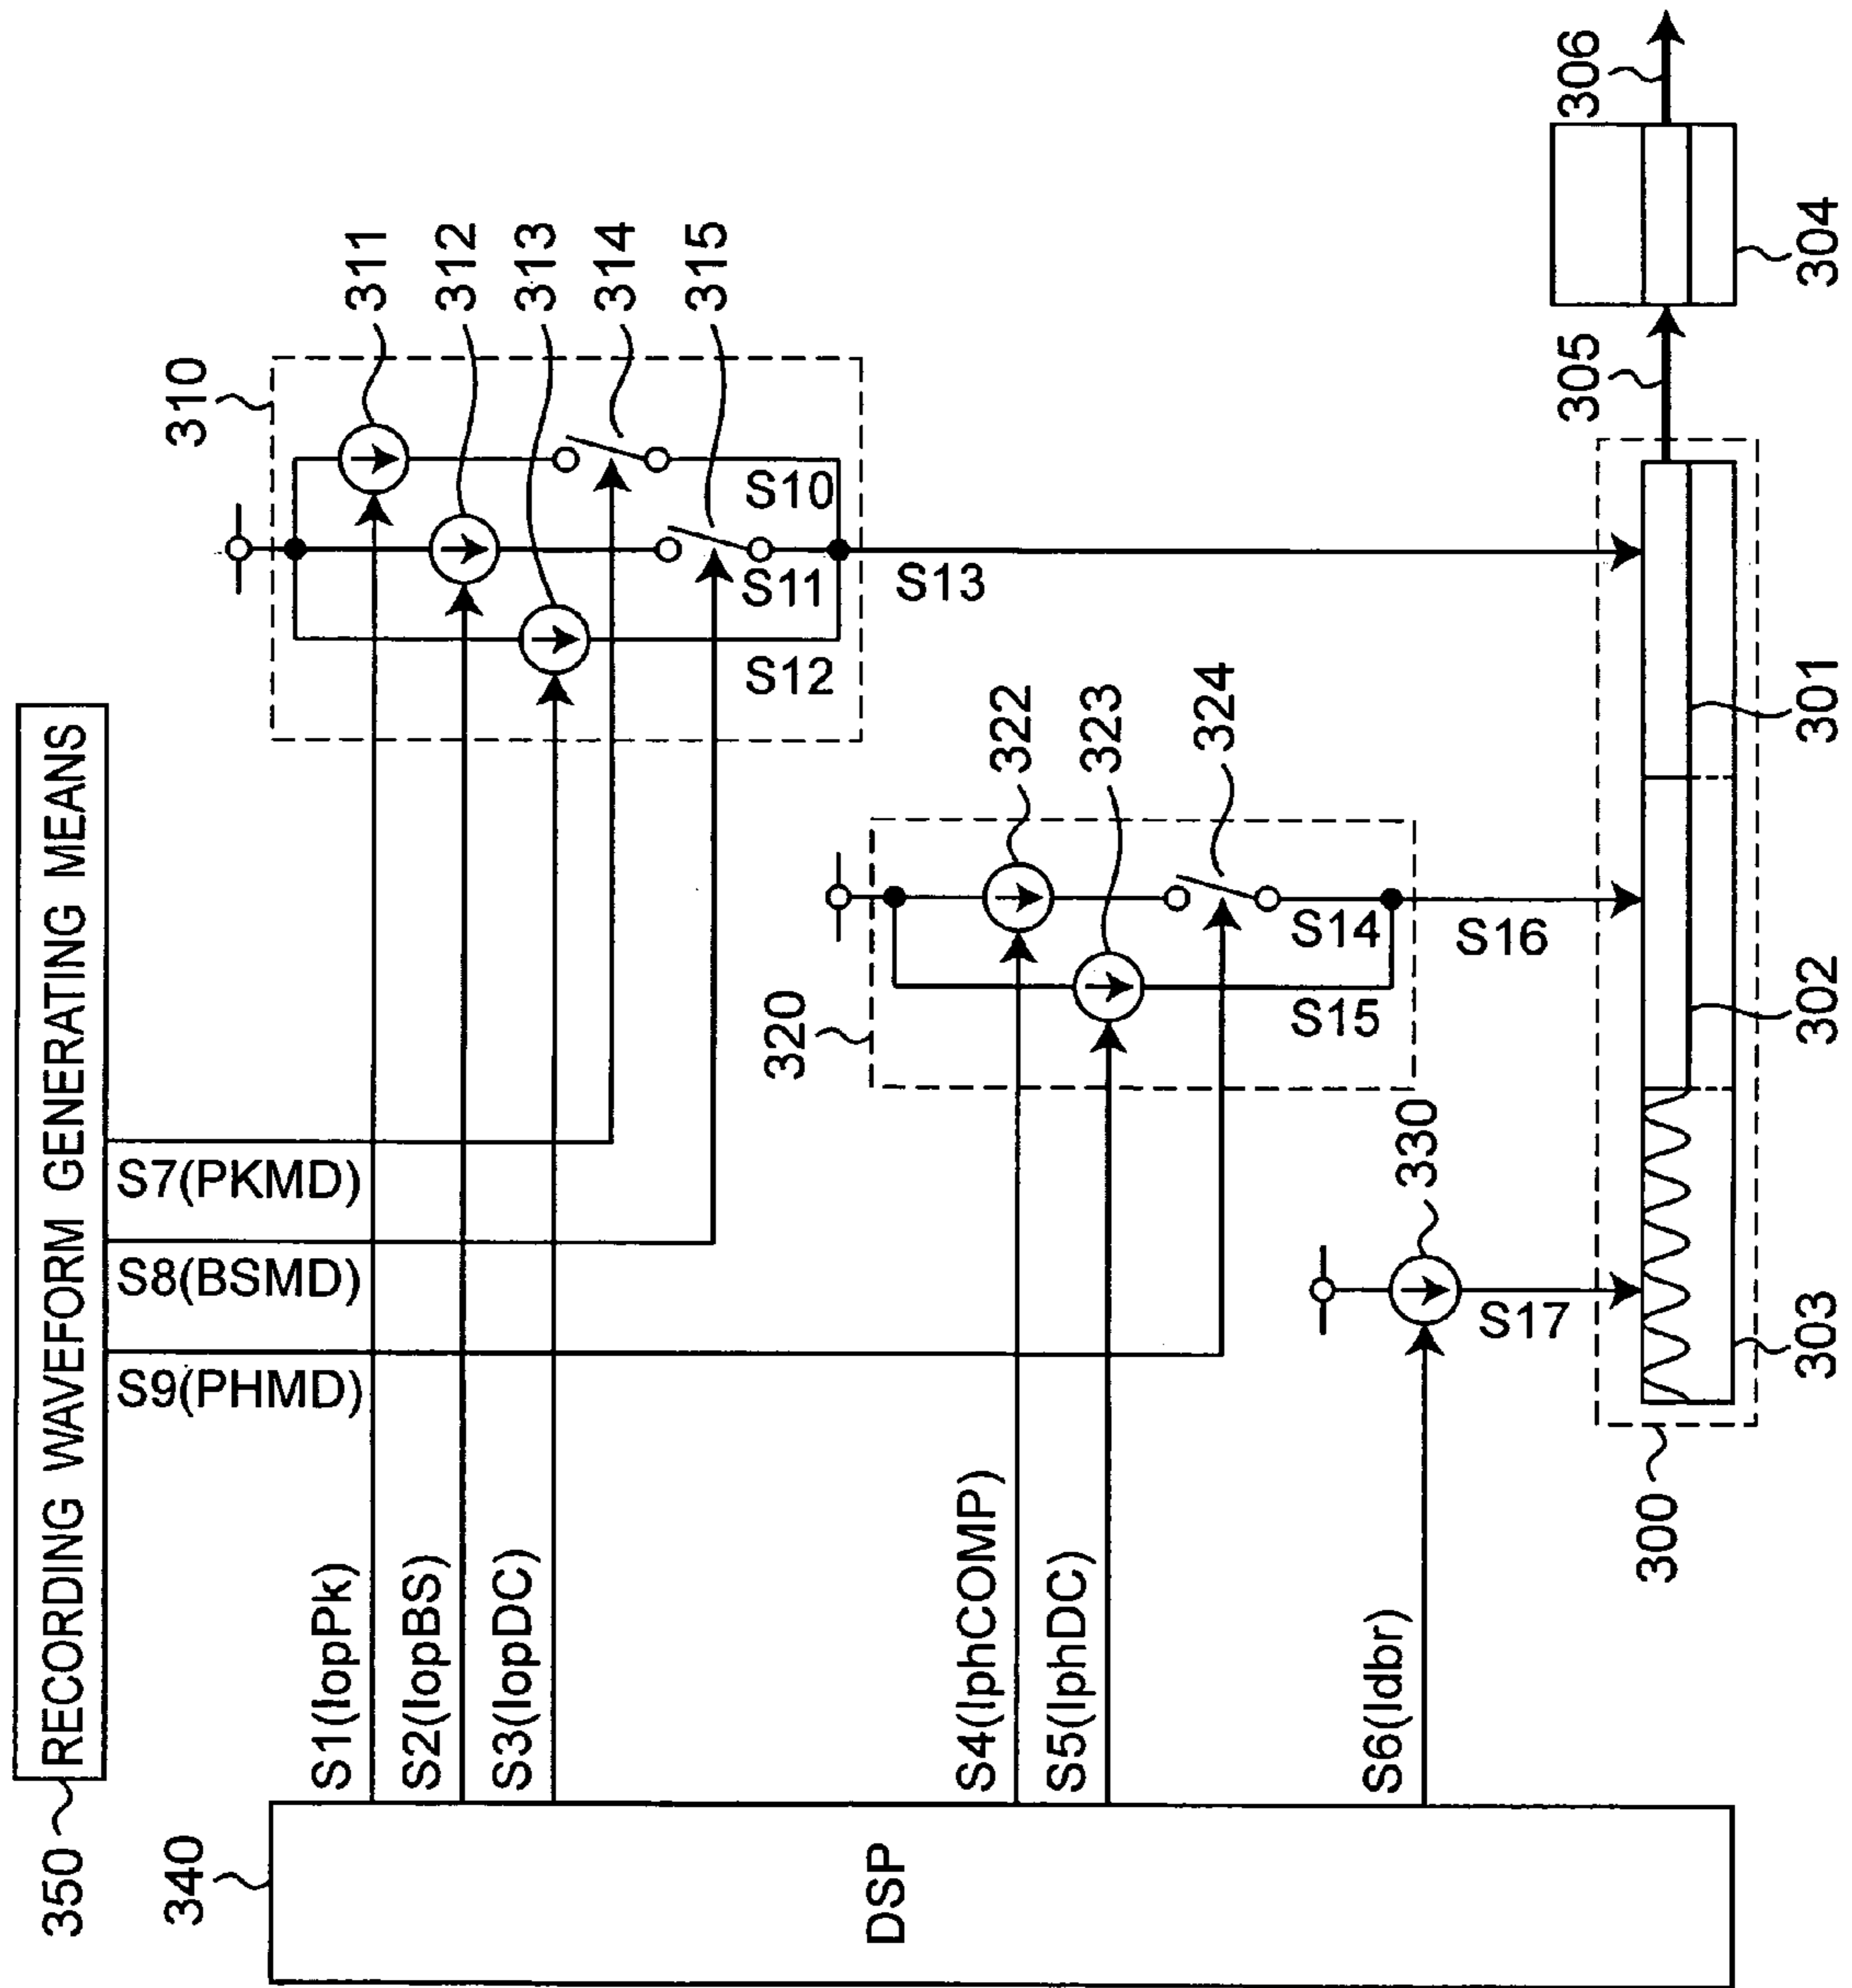 350
RECORDING WAVEFORM GENERATING MEANS
340
DSP
S7(PKMD)
S8(BSMD)
S9(PHMD)
S1(IopPk)
S2(IopBS)
S3(IopDC)
S4(IphCOMP)
S5(IphDC)
S6(Idbr)
310
311
312
313
314
315
S10
S11
S12
S13
320
322
323
324
S14
S15
S16
330
S17
300
303
302
301
305
304
306